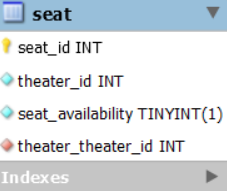 seat
seat_id INT
theater_id INT
seat_availability TINYINT(1)
theater_theater_id INT
Indexes